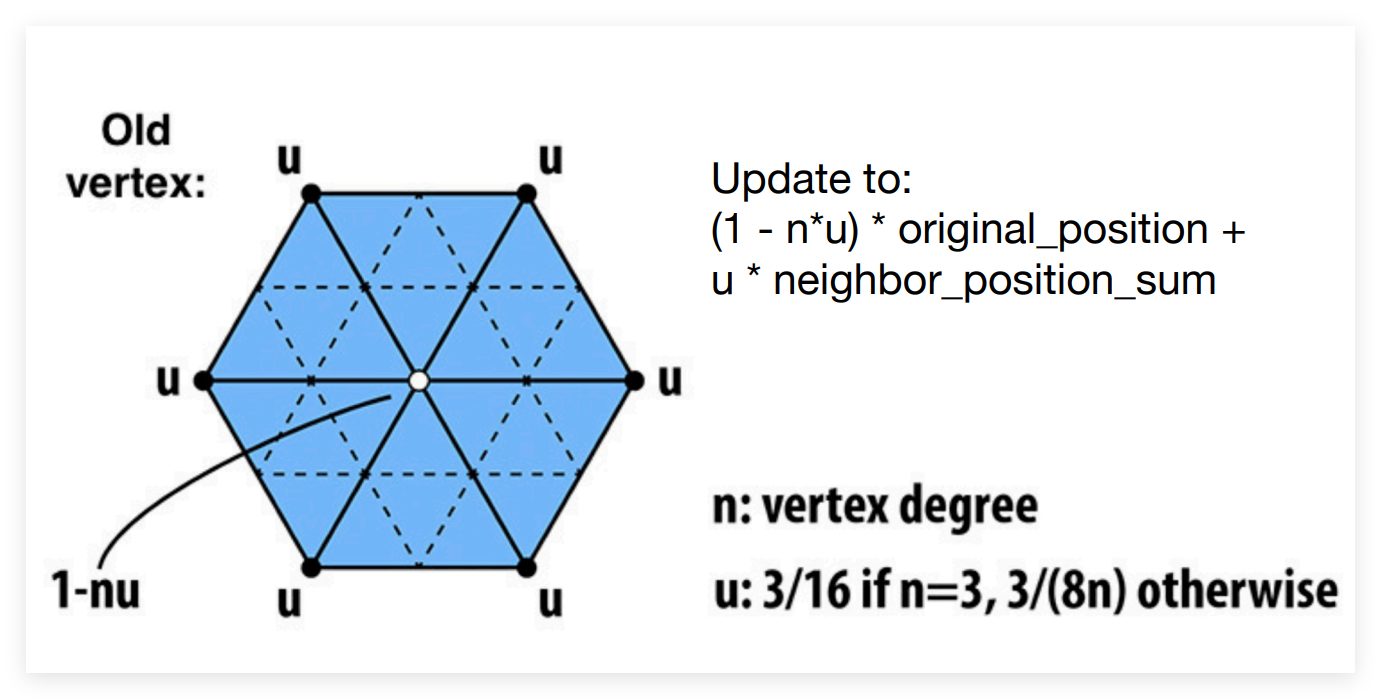 Old
vertex:
u
u
Update to:
(1 - n*u) * original_position +
u * neighbor_position_sum
u
u
n: vertex degree
1-nu
u
u
u: 3/16 if n=3, 3/(8n) otherwise